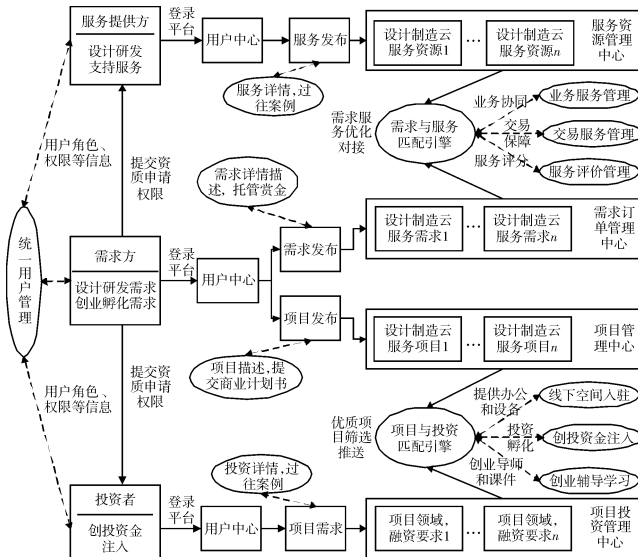 服务提供方
设计研发
支持服务
登录
平台
用户中心
服务发布
服务详情,过
往案例
设计制造云
服务资源1
…
设计制造云
服务资源n
服务资
源管理
中心
需求服
务优化
对接
需求与服务
匹配引擎
业务协同
交易
保障
服务评分
业务服务管理
交易服务管理
服务评价管理
用户角色、
权限等信息
提交资
质申请
权限
需求详情描
述，托管赏金
设计制造云
服务需求1
…
设计制造云
服务需求n
需求订
单管理
中心
统一用户管理
需求方
设计研发需求
创业孵化需求
登录
平台
用户中心
需求发布
项目发布
项目描述,提
交商业计划书
设计制造云
服务项目1
…
设计制造云
服务项目n
项目管
理中心
用户角色、
权限等信息
提交资
质申请
权限
优质项
目筛选
推送
项目与投资
匹配引擎
提供办公
和设备
投资
孵化
创业导师
和课件
线下空间入驻
创投资金注入
创业辅导学习
投资详情,过
往案例
投资者
创投资金
注入
登录
平台
用户中心
项目需求
项目领域，
融资要求1
…
项目领域，
融资要求n
项目投
资管理
中心